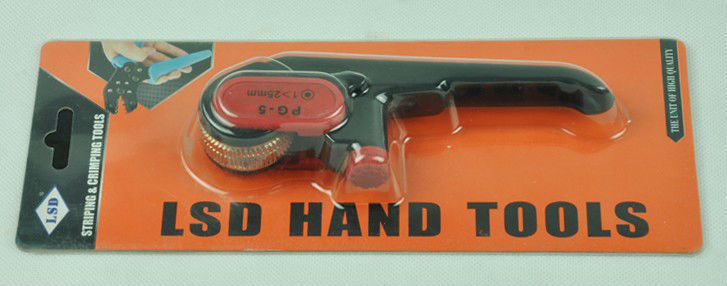 LSD
STRIPING & CRIMPING TOOLS
PG-5
1>25mm
THE UNIT OF HIGH QUALITY
LSD HAND TOOLS